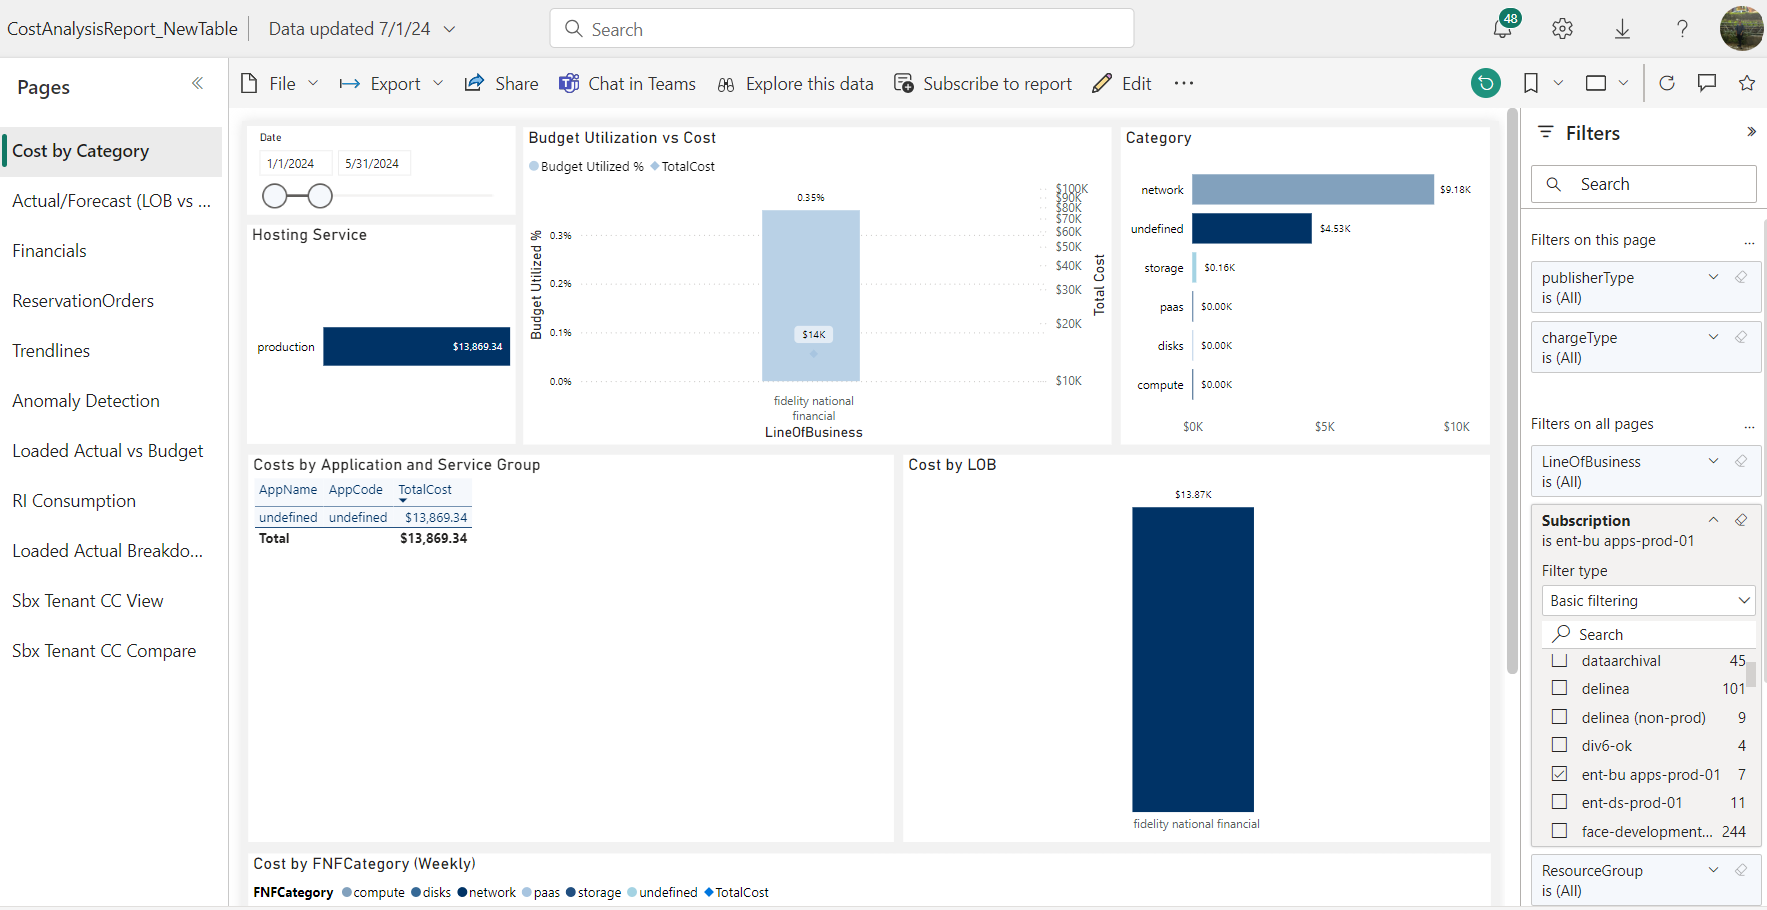 CostAnalysisReport_NewTable
Data updated 7/1/24
Search
48
?
Pages
Cost by Category
Actual/Forecast (LOB vs ...
Financials
ReservationOrders
Trendlines
Anomaly Detection
Loaded Actual vs Budget
RI Consumption
Loaded Actual Breakdo...
Sbx Tenant CC View
Sbx Tenant CC Compare
File
Export
Share
Chat in Teams
Explore this data
Subscribe to report
Edit
Date
1/1/2024
5/31/2024
Hosting Service
production
$13,869.34
Budget Utilization vs Cost
Budget Utilized %
TotalCost
Budget Utilized %
0.3%
0.2%
0.1%
0.0%
0.35%
$14K
$100K
$90K
$80K
$70K
$60K
$50K
$40K
$30K
$20K
$10K
Total Cost
fidelity national
financial
LineOfBusiness
Category
network $9.18K
undefined $4.53K
storage $0.16K
paas $0.00K
disks $0.00K
compute $0.00K
$0K $5K $10K
Costs by Application and Service Group
AppName AppCode TotalCost
undefined undefined $13,869.34
Total $13,869.34
Cost by LOB
$13.87K
fidelity national financial
Cost by FNFCategory (Weekly)
FNFCategory compute disks network paas storage undefined TotalCost
Filters
Search
Filters on this page
...
publisherType
is (All)
chargeType
is (All)
Filters on all pages
...
LineOfBusiness
is (All)
Subscription
is ent-bu apps-prod-01
Filter type
Basic filtering
Search
dataarchival 45
delinea 101
delinea (non-prod) 9
div6-ok 4
ent-bu apps-prod-01 7
ent-ds-prod-01 11
face-development... 244
ResourceGroup
is (All)